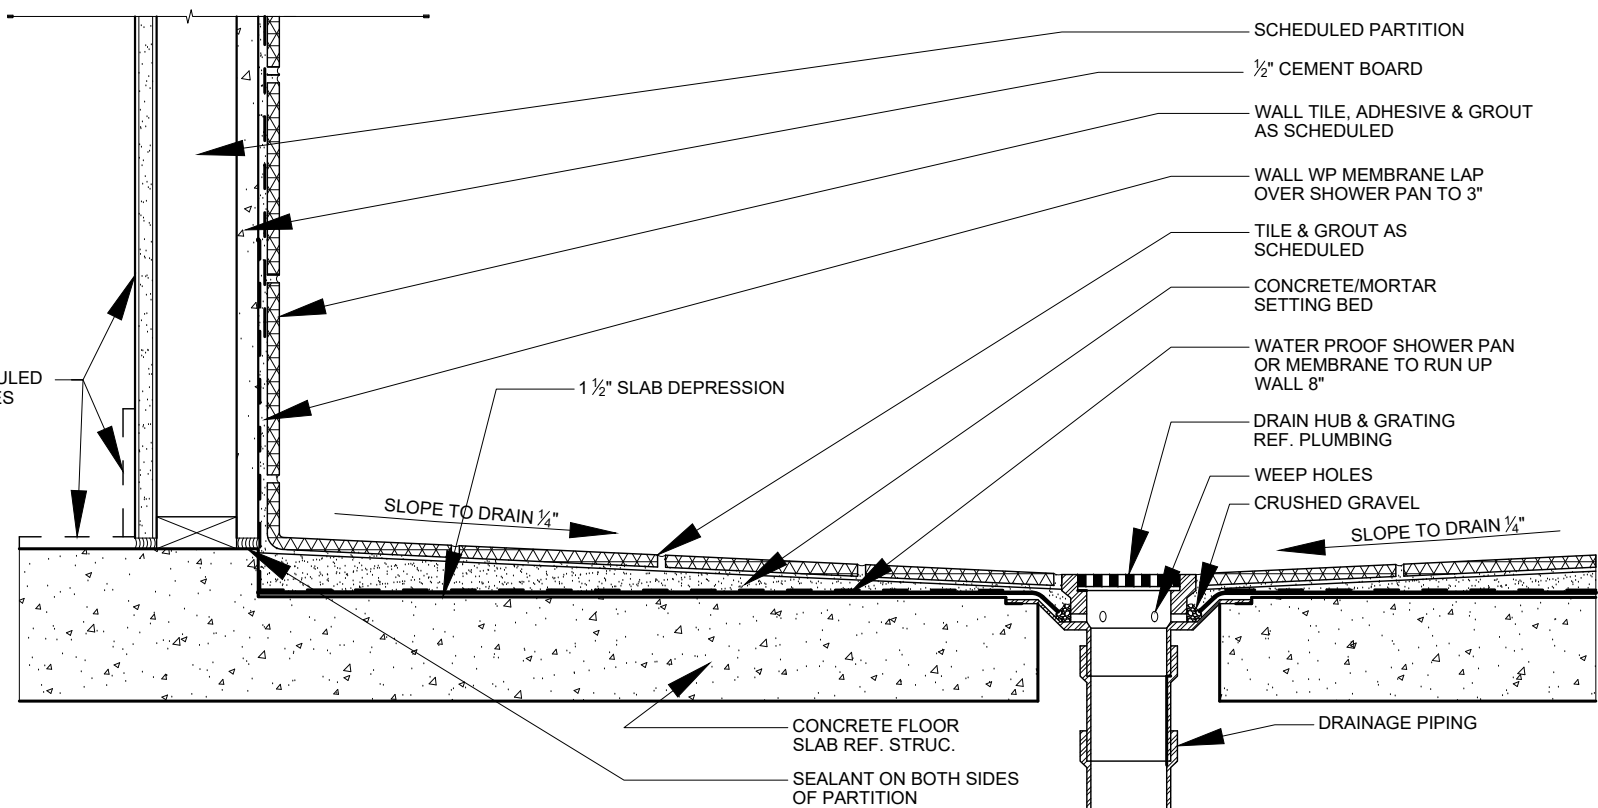 SCHEDULED PARTITION
½" CEMENT BOARD
WALL TILE, ADHESIVE & GROUT
AS SCHEDULED
WALL WP MEMBRANE LAP
OVER SHOWER PAN TO 3"
TILE & GROUT AS
SCHEDULED
CONCRETE/MORTAR
SETTING BED
WATER PROOF SHOWER PAN
OR MEMBRANE TO RUN UP
WALL 8"
ULED
ES
1 ½" SLAB DEPRESSION
DRAIN HUB & GRATING
REF. PLUMBING
WEEP HOLES
CRUSHED GRAVEL
SLOPE TO DRAIN ¼"
SLOPE TO DRAIN ¼"
CONCRETE FLOOR
SLAB REF. STRUC.
DRAINAGE PIPING
SEALANT ON BOTH SIDES
OF PARTITION